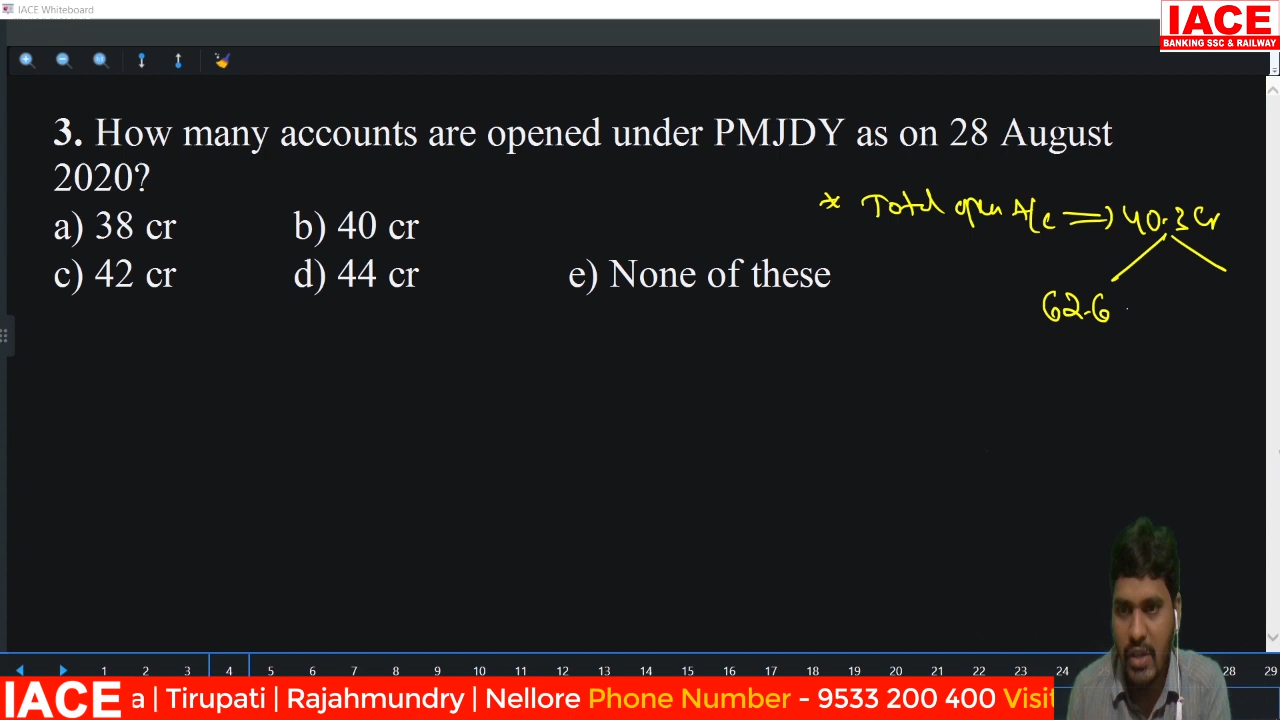 IACE Whiteboard
IACE
BANKING SSC & RAILWAY
3. How many accounts are opened under PMJDY as on 28 August
2020?
a) 38 cr b) 40 cr
c) 42 cr d) 44 cr e) None of these
* Total open A/c => 40.3 Cr
62.6
1 2 3 4 5 6 7 8 9 10 11 12 13 14 15 16 17 18 19 20 21 22 23 24 28 29
IACE a | Tirupati | Rajahmundry | Nellore Phone Number - 9533 200 400 Visit